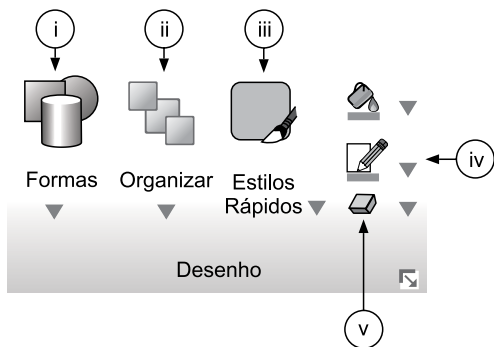 i ii iii
Formas Organizar Estilos
Rápidos
iv
Desenho
v